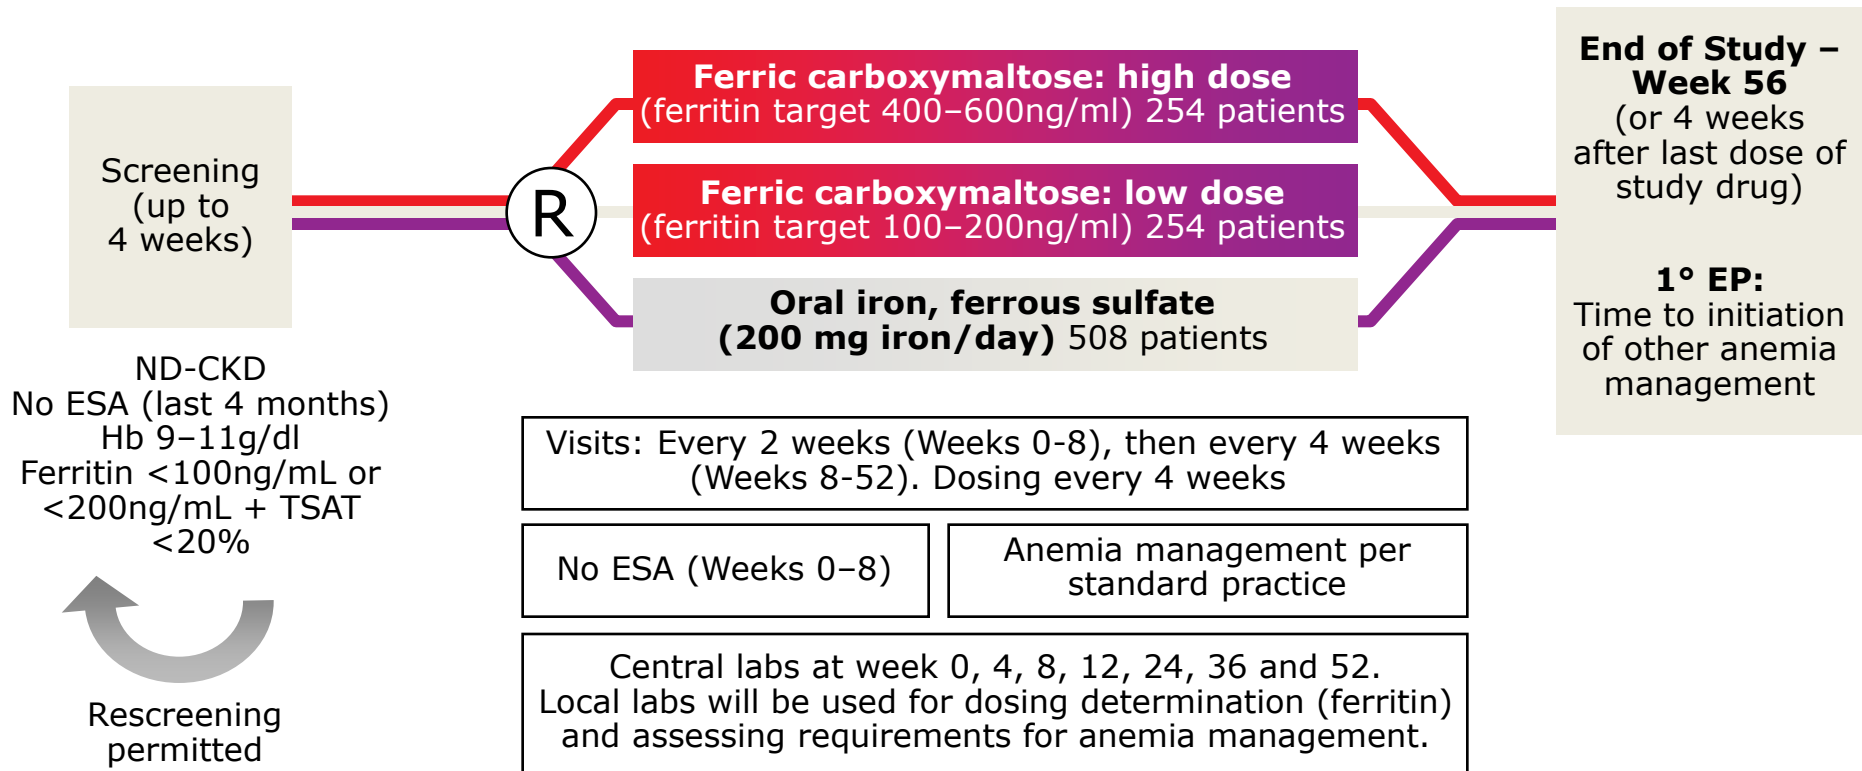 Screening
(up to
4 weeks)
ND-CKD
No ESA (last 4 months)
Hb 9–11g/dl
Ferritin <100ng/mL or
<200ng/mL + TSAT
<20%
Rescreening
permitted
R
Ferric carboxymaltose: high dose
(ferritin target 400–600ng/ml) 254 patients
Ferric carboxymaltose: low dose
(ferritin target 100–200ng/ml) 254 patients
Oral iron, ferrous sulfate
(200 mg iron/day) 508 patients
Visits: Every 2 weeks (Weeks 0-8), then every 4 weeks
(Weeks 8-52). Dosing every 4 weeks
No ESA (Weeks 0–8)
Anemia management per
standard practice
Central labs at week 0, 4, 8, 12, 24, 36 and 52.
Local labs will be used for dosing determination (ferritin)
and assessing requirements for anemia management.
End of Study –
Week 56
(or 4 weeks
after last dose of
study drug)
1° EP:
Time to initiation
of other anemia
management